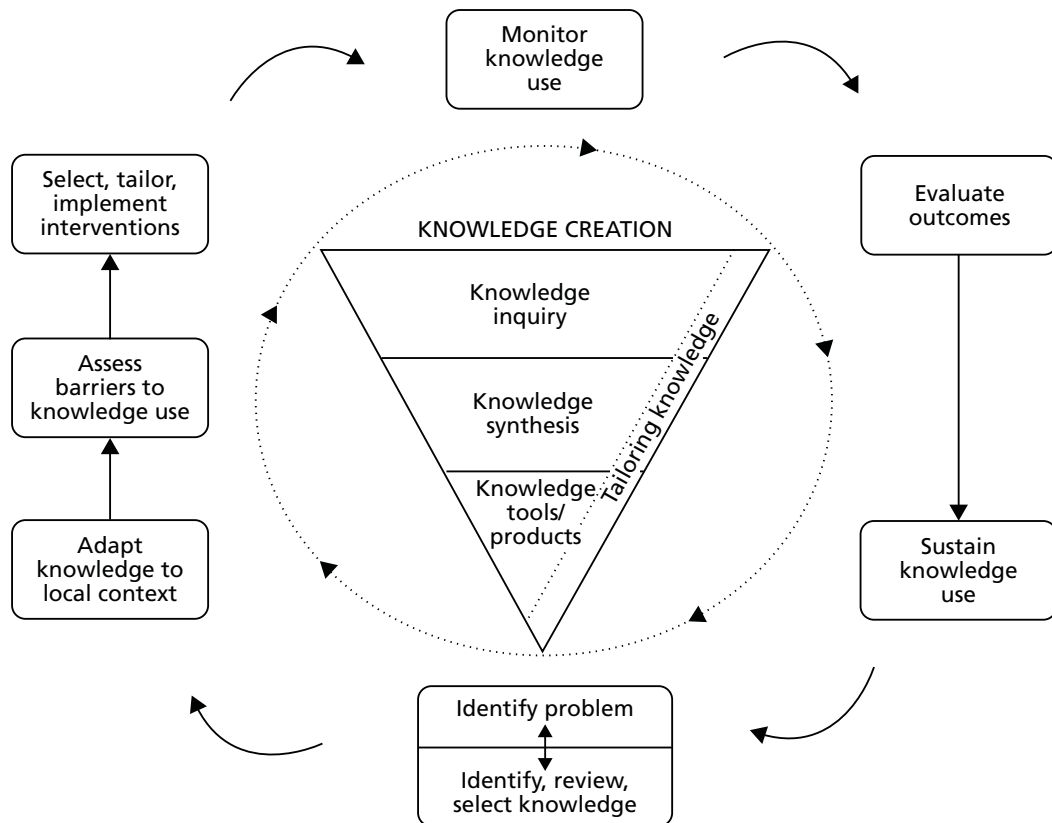 Monitor
knowledge
use
Select, tailor,
implement
interventions
Evaluate
outcomes
KNOWLEDGE CREATION
Knowledge
inquiry
Tailoring knowledge
Assess
barriers to
knowledge use
Knowledge
synthesis
Knowledge
tools/
products
Adapt
knowledge to
local context
Sustain
knowledge
use
Identify problem
Identify, review,
select knowledge